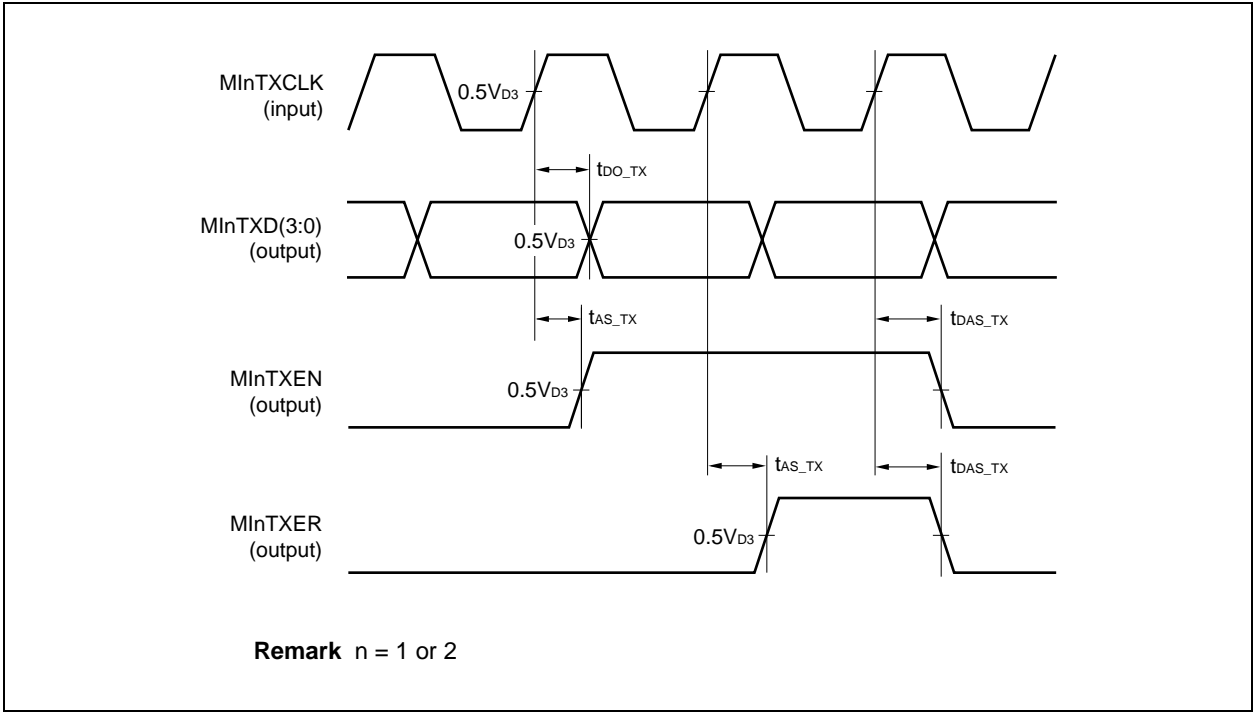 MInTXCLK
(input)
0.5VD3
tDO_TX
MInTXD(3:0)
(output)
0.5VD3
tAS_TX
tDAS_TX
MInTXEN
(output)
0.5VD3
tAS_TX
tDAS_TX
MInTXER
(output)
0.5VD3
Remark n = 1 or 2